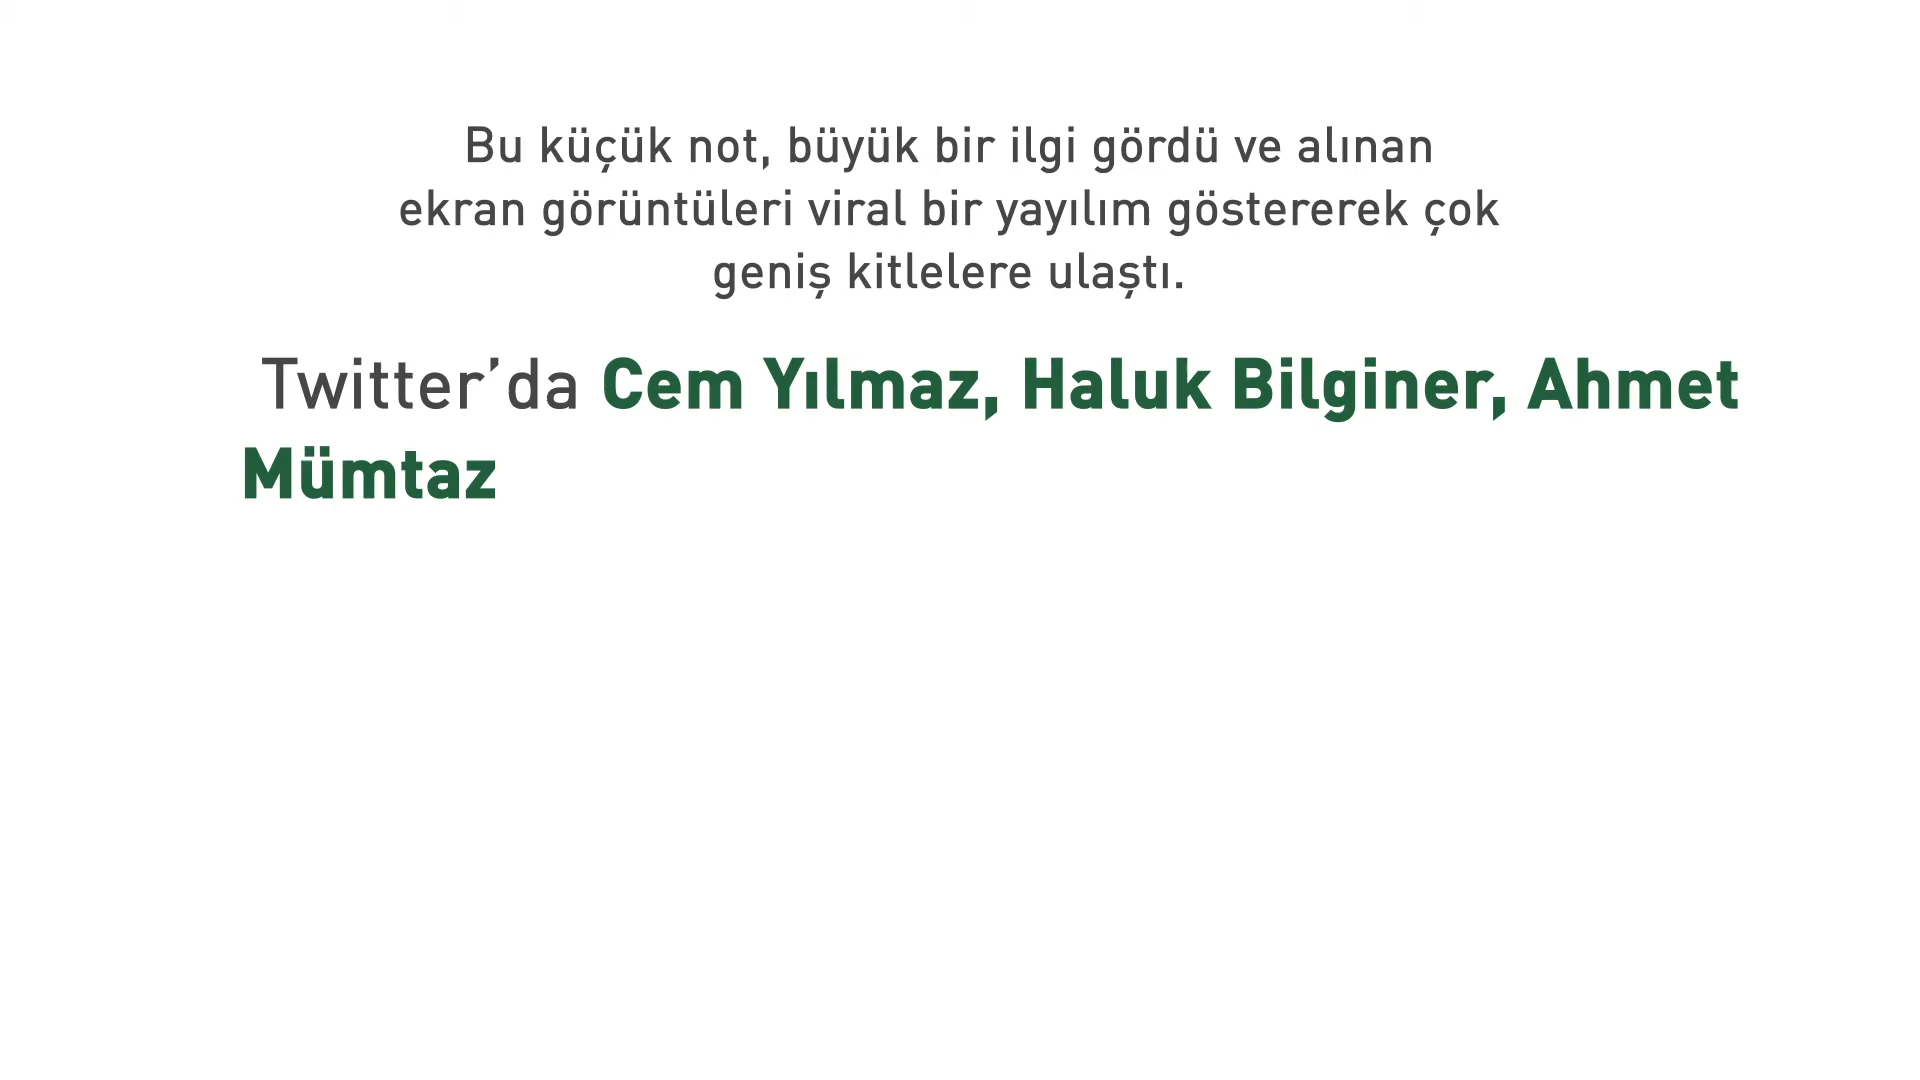 Bu küçük not, büyük bir ilgi gördü ve alınan
ekran görüntüleri viral bir yayılım göstererek çok
geniş kitlelere ulaştı.
Twitter’da Cem Yılmaz, Haluk Bilginer, Ahmet
Mümtaz